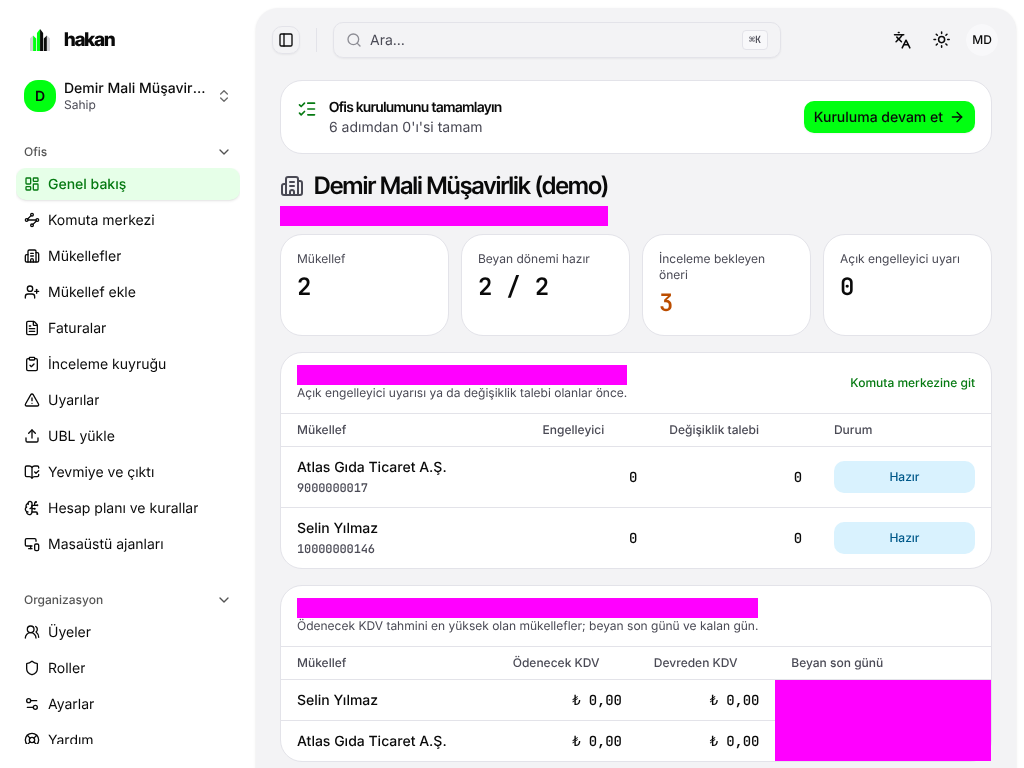 hakan
Ara...
⌘K
MD
D
Demir Mali Müşavir...
Sahip
Ofis
Genel bakış
Komuta merkezi
Mükellefler
Mükellef ekle
Faturalar
İnceleme kuyruğu
Uyarılar
UBL yükle
Yevmiye ve çıktı
Hesap planı ve kurallar
Masaüstü ajanları
Organizasyon
Üyeler
Roller
Ayarlar
Yardım
Ofis kurulumunu tamamlayın
6 adımdan 0'ı'si tamam
Kuruluma devam et
Demir Mali Müşavirlik (demo)
Mükellef
2
Beyan dönemi hazır
2 / 2
İnceleme bekleyen
öneri
3
Açık engelleyici uyarı
0
Açık engelleyici uyarısı ya da değişiklik talebi olanlar önce.
Komuta merkezine git
Mükellef Engelleyici Değişiklik talebi Durum
Atlas Gıda Ticaret A.Ş.
9000000017
0 0 Hazır
Selin Yılmaz
10000000146
0 0 Hazır
Ödenecek KDV tahmini en yüksek olan mükellefler; beyan son günü ve kalan gün.
Mükellef Ödenecek KDV Devreden KDV Beyan son günü
Selin Yılmaz ₺ 0,00 ₺ 0,00
Atlas Gıda Ticaret A.Ş. ₺ 0,00 ₺ 0,00